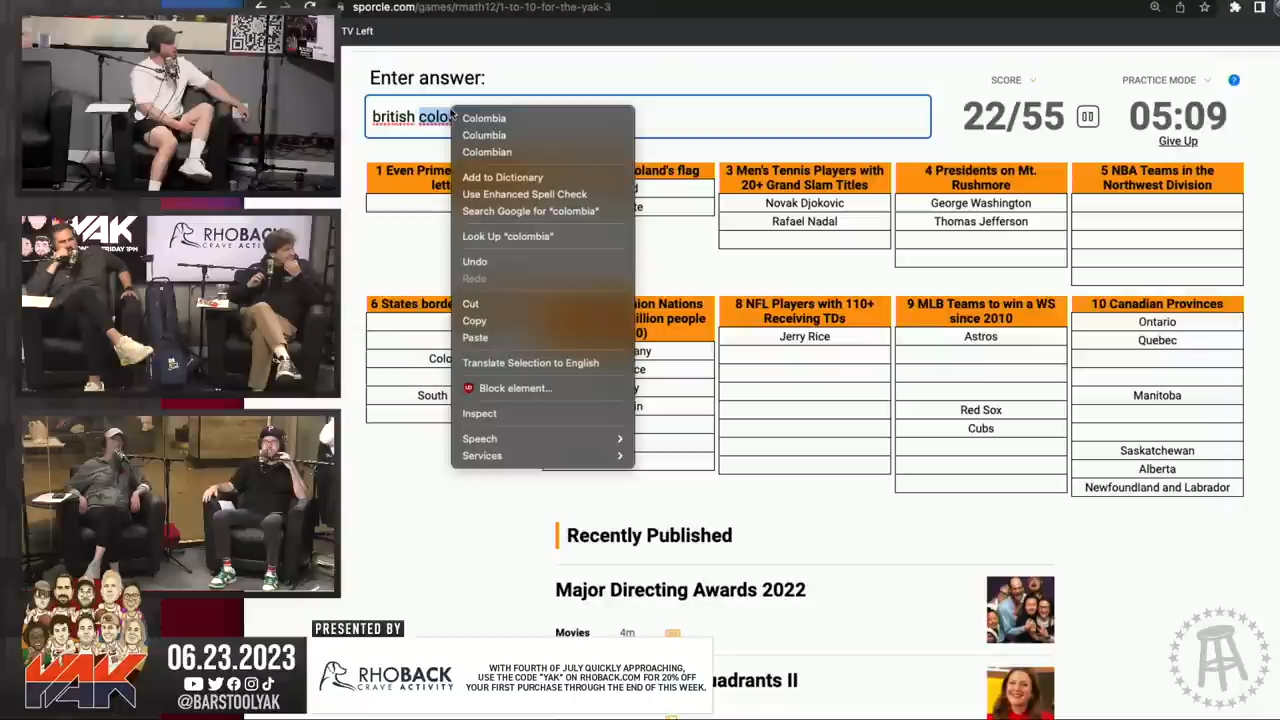 sporcle.com/games/rmath12/1-to-10-for-the-yak-3
TV Left
Enter answer:
british colo
SCORE
PRACTICE MODE
?
22/55
05:09
Give Up
Colombia
Columbia
Colombian
Add to Dictionary
Use Enhanced Spell Check
Search Google for “colombia”
Look Up “colombia”
Undo
Redo
Cut
Copy
Paste
Translate Selection to English
Block element...
Inspect
Speech
Services
1 Even Prime
3 Men's Tennis Players with
20+ Grand Slam Titles
Novak Djokovic
Rafael Nadal
4 Presidents on Mt.
Rushmore
George Washington
Thomas Jefferson
5 NBA Teams in the
Northwest Division
6 States
South
8 NFL Players with 110+
Receiving TDs
Jerry Rice
9 MLB Teams to win a WS
since 2010
Astros
Red Sox
Cubs
10 Canadian Provinces
Ontario
Quebec
Manitoba
Saskatchewan
Alberta
Newfoundland and Labrador
Recently Published
Major Directing Awards 2022
Movies 4m
YAK
RHOBACK
CRAVE ACTIVITY
PRESENTED BY
YAK
06.23.2023
@BARSTOOLYAK
RHOBACK
CRAVE ACTIVITY
WITH FOURTH OF JULY QUICKLY APPROACHING,
USE THE CODE "YAK" ON RHOBACK.COM FOR 20% OFF
YOUR FIRST PURCHASE THROUGH THE END OF THIS WEEK.